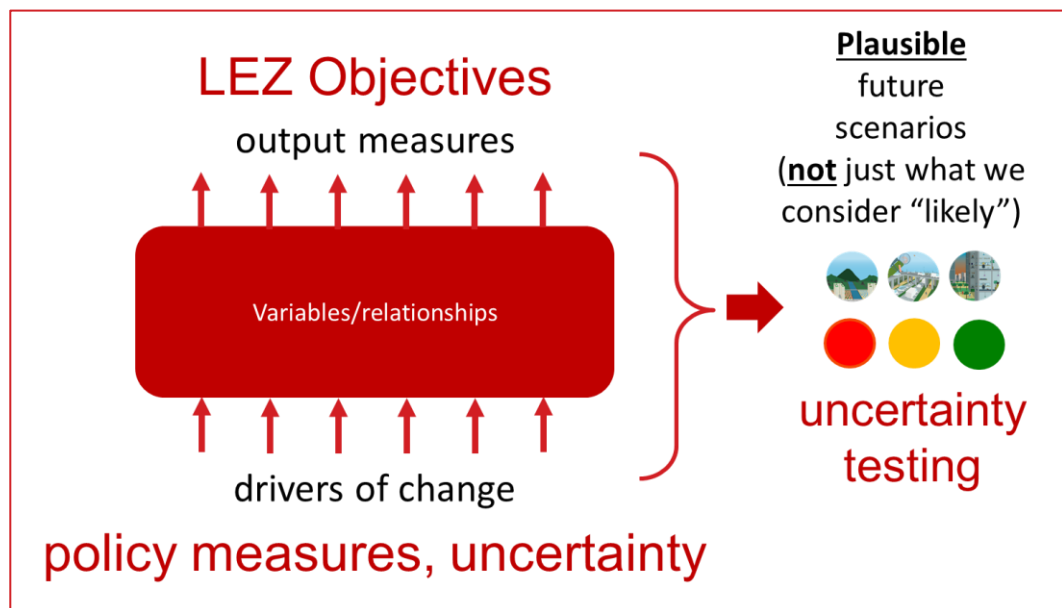 LEZ Objectives
output measures
Variables/relationships
drivers of change
policy measures, uncertainty
Plausible
future
scenarios
(not just what we
consider “likely”)
uncertainty
testing